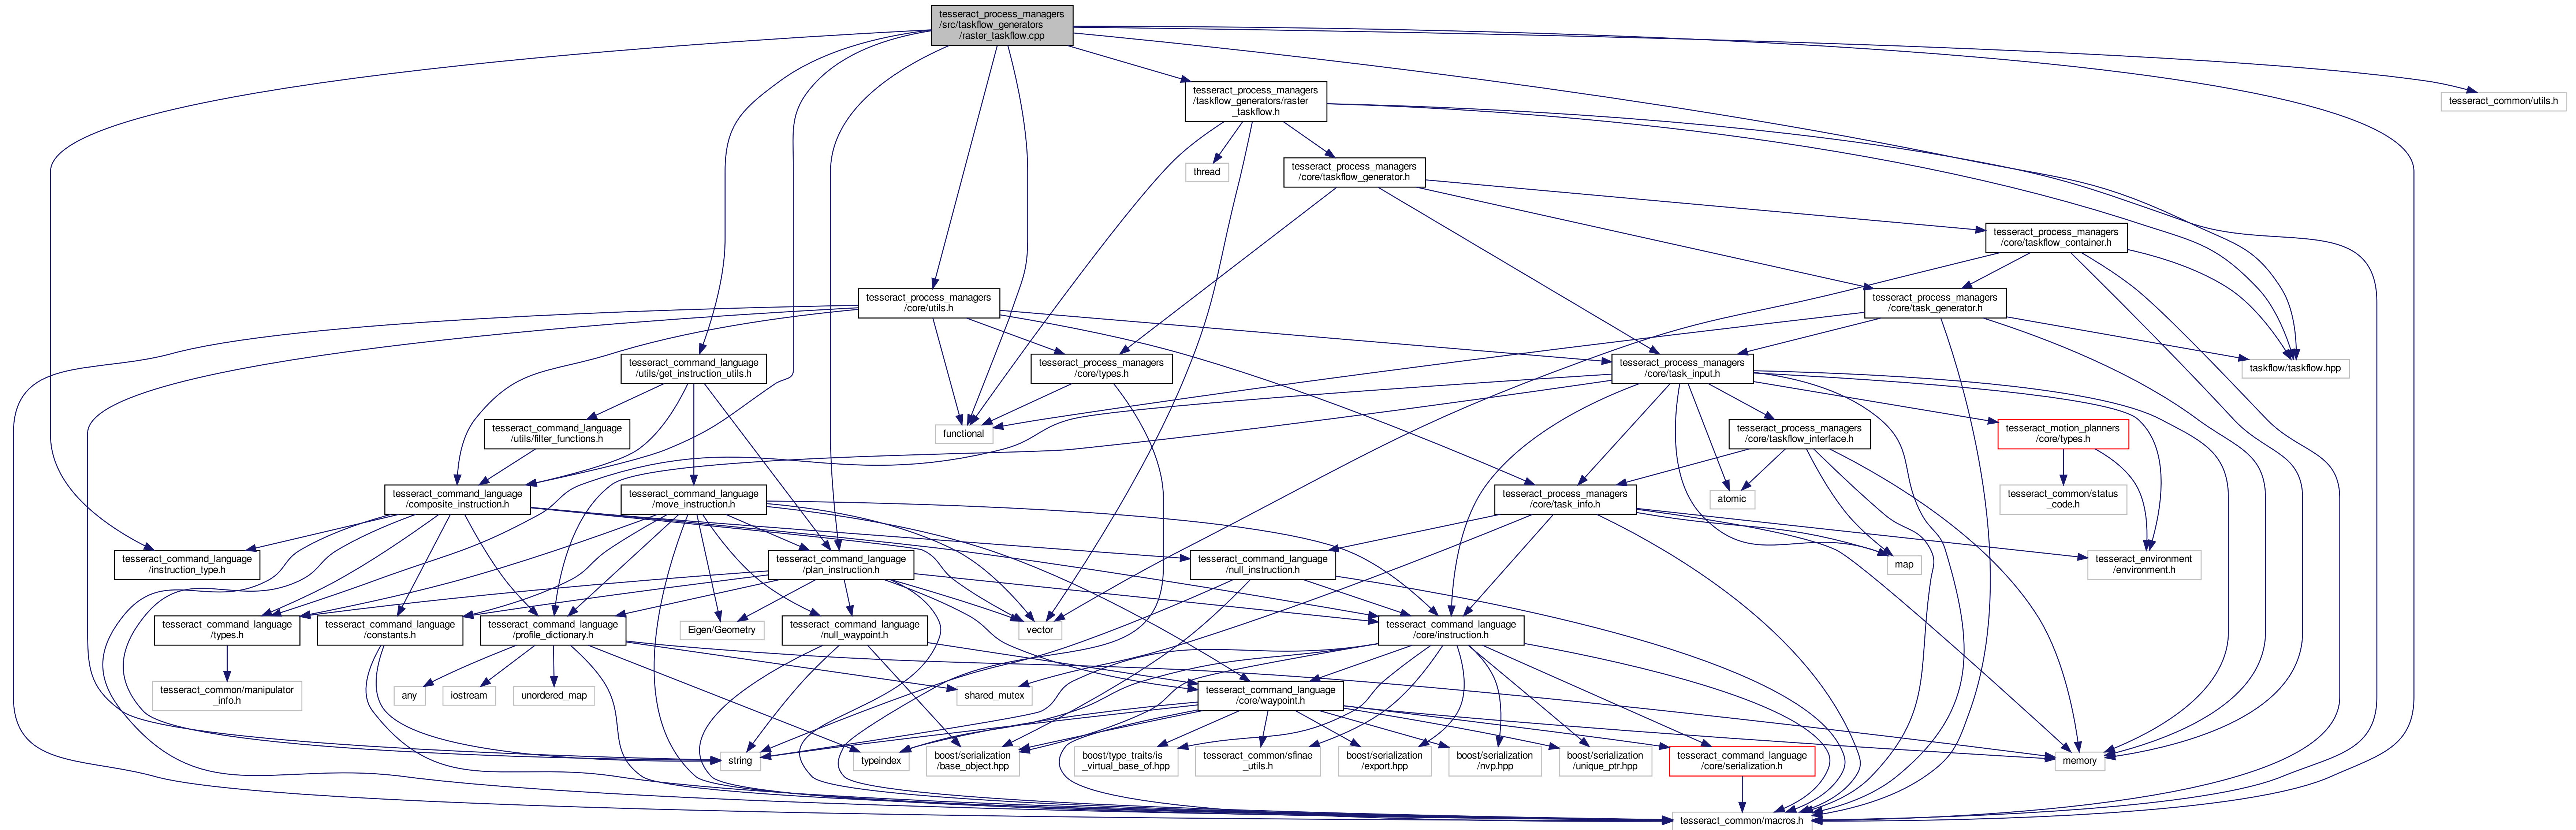 tesseract_process_managers
/src/taskflow_generators
/raster_taskflow.cpp
tesseract_process_managers
/taskflow_generators/raster
_taskflow.h
tesseract_common/utils.h
thread
tesseract_process_managers
/core/taskflow_generator.h
tesseract_process_managers
/core/taskflow_container.h
tesseract_process_managers
/core/utils.h
tesseract_process_managers
/core/task_generator.h
tesseract_command_language
/utils/get_instruction_utils.h
tesseract_process_managers
/core/types.h
tesseract_process_managers
/core/task_input.h
taskflow/taskflow.hpp
tesseract_command_language
/utils/filter_functions.h
functional
tesseract_process_managers
/core/taskflow_interface.h
tesseract_motion_planners
/core/types.h
tesseract_command_language
/composite_instruction.h
tesseract_command_language
/move_instruction.h
tesseract_process_managers
/core/task_info.h
atomic
tesseract_common/status
_code.h
tesseract_command_language
/instruction_type.h
tesseract_command_language
/plan_instruction.h
tesseract_command_language
/null_instruction.h
map
tesseract_environment
/environment.h
tesseract_command_language
/types.h
tesseract_command_language
/constants.h
tesseract_command_language
/profile_dictionary.h
Eigen/Geometry
tesseract_command_language
/null_waypoint.h
vector
tesseract_command_language
/core/instruction.h
tesseract_common/manipulator
_info.h
any
iostream
unordered_map
shared_mutex
tesseract_command_language
/core/waypoint.h
string
typeindex
boost/serialization
/base_object.hpp
boost/type_traits/is
_virtual_base_of.hpp
tesseract_common/sfinae
_utils.h
boost/serialization
/export.hpp
boost/serialization
/nvp.hpp
boost/serialization
/unique_ptr.hpp
tesseract_command_language
/core/serialization.h
memory
tesseract_common/macros.h